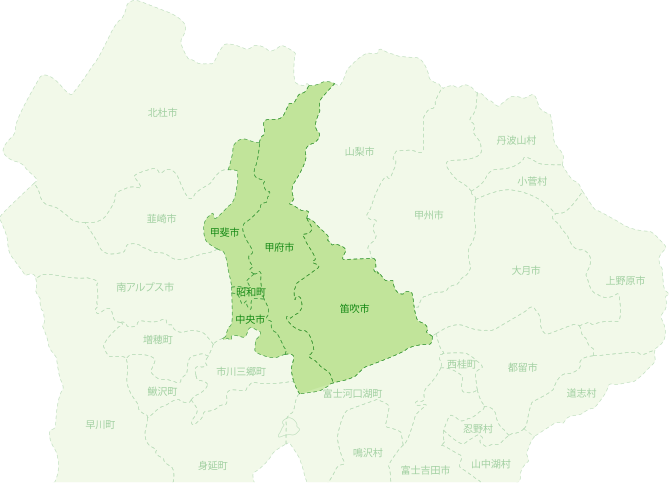 北杜市
丹波山村
山梨市
小菅村
韮崎市
甲州市
甲斐市
甲府市
大月市
上野原市
南アルプス市
昭和町
笛吹市
中央市
増穂町
西桂町
都留市
市川三郷町
鰍沢町
富士河口湖町
道志村
早川町
忍野村
鳴沢村
身延町
山中湖村
富士吉田市